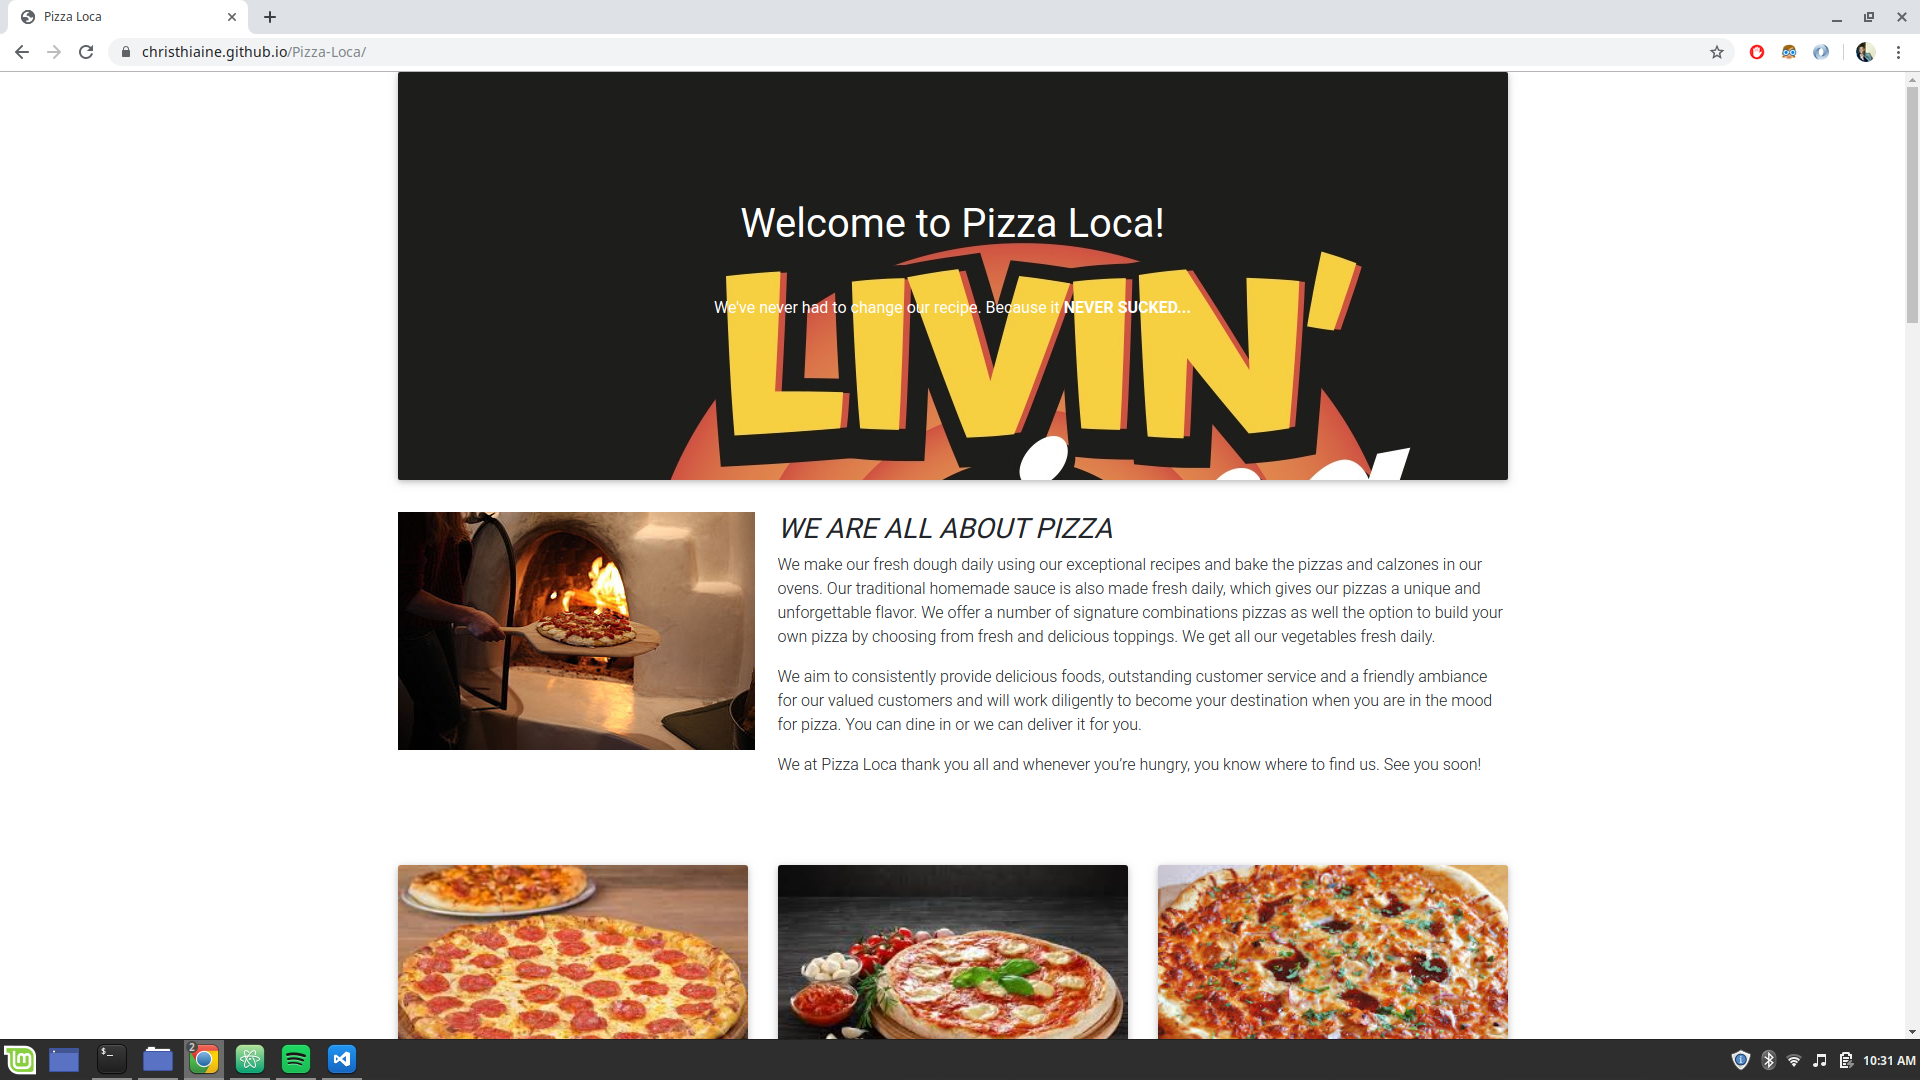 Pizza Loca
christhiaine.github.io/Pizza-Loca/
Welcome to Pizza Loca!
LIVIN'
We've never had to change our recipe. Because it NEVER SUCKED...
WE ARE ALL ABOUT PIZZA
We make our fresh dough daily using our exceptional recipes and bake the pizzas and calzones in our
ovens. Our traditional homemade sauce is also made fresh daily, which gives our pizzas a unique and
unforgettable flavor. We offer a number of signature combinations pizzas as well the option to build your
own pizza by choosing from fresh and delicious toppings. We get all our vegetables fresh daily.
We aim to consistently provide delicious foods, outstanding customer service and a friendly ambiance
for our valued customers and will work diligently to become your destination when you are in the mood
for pizza. You can dine in or we can deliver it for you.
We at Pizza Loca thank you all and whenever you're hungry, you know where to find us. See you soon!
2
10:31 AM